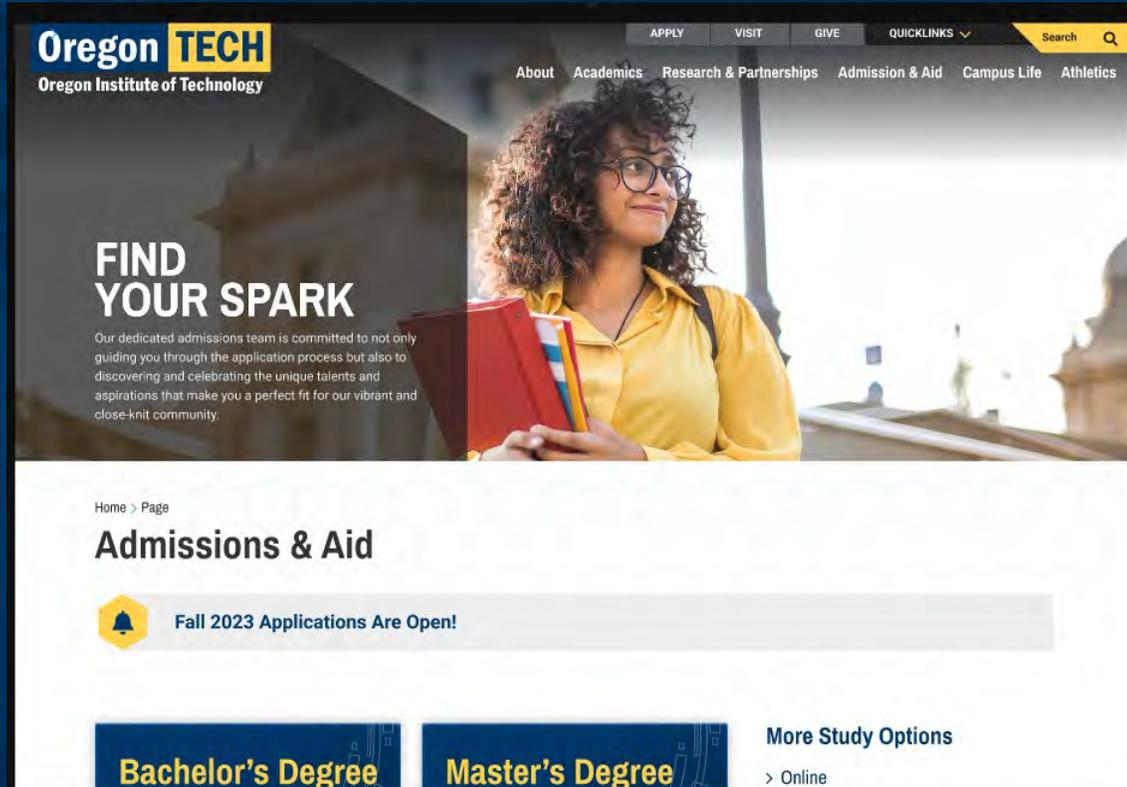 Oregon TECH
Oregon Institute of Technology
APPLY VISIT GIVE QUICKLINKS Search
About Academics Research & Partnerships Admission & Aid Campus Life Athletics
FIND
YOUR SPARK
Our dedicated admissions team is committed to not only
guiding you through the application process but also to
discovering and celebrating the unique talents and
aspirations that make you a perfect fit for our vibrant and
close-knit community.
Home > Page
Admissions & Aid
Fall 2023 Applications Are Open!
Bachelor's Degree
Master's Degree
More Study Options
> Online